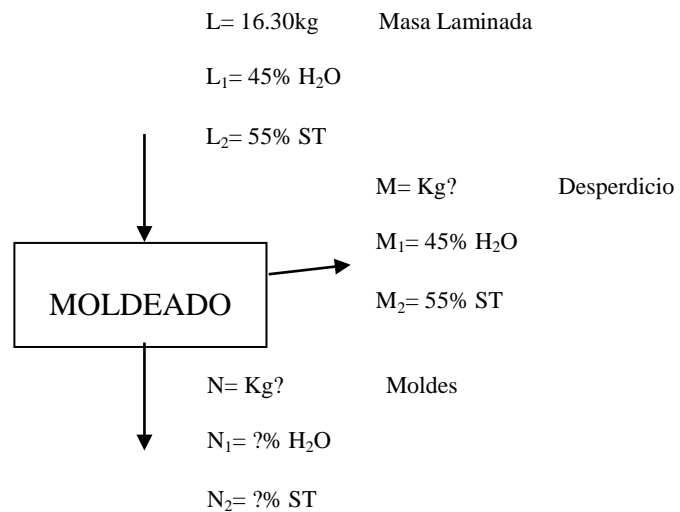 L= 16.30kg Masa Laminada
L₁= 45% H₂O
L₂= 55% ST
M= Kg? Desperdicio
M₁= 45% H₂O
M₂= 55% ST
MOLDEADO
N= Kg? Moldes
N₁= ?% H₂O
N₂= ?% ST